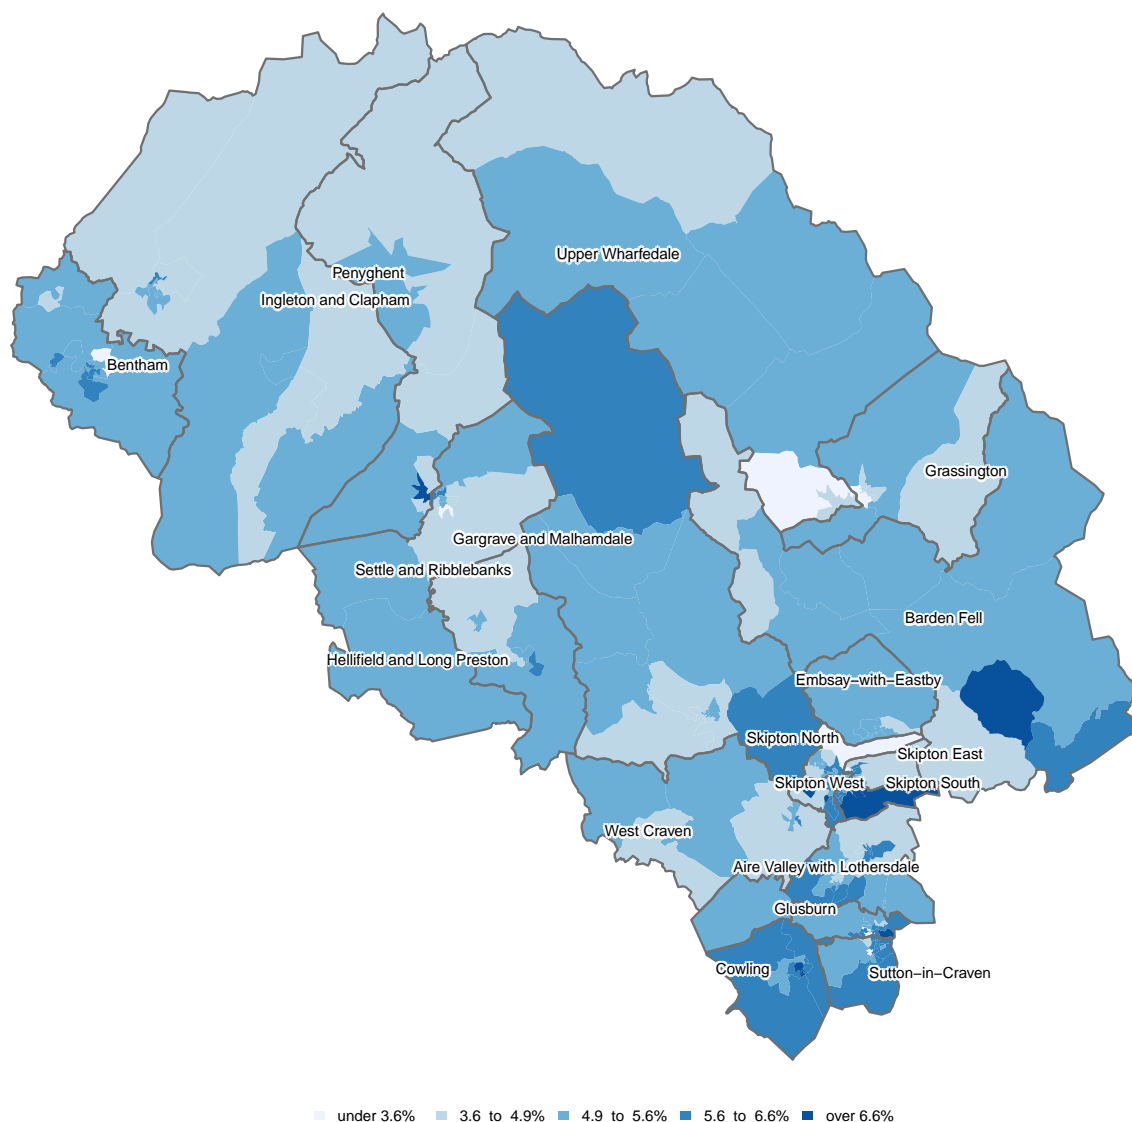 Upper Wharfedale
Penyghent
Ingleton and Clapham
Bentham
Grassington
Gargrave and Malhamdale
Settle and Ribblebanks
Barden Fell
Hellifield and Long Preston
Embsay−with−Eastby
Skipton North
Skipton East
Skipton West
Skipton South
West Craven
Aire Valley with Lothersdale
Glusburn
Cowling
Sutton−in−Craven
under 3.6% 3.6 to 4.9% 4.9 to 5.6% 5.6 to 6.6% over 6.6%